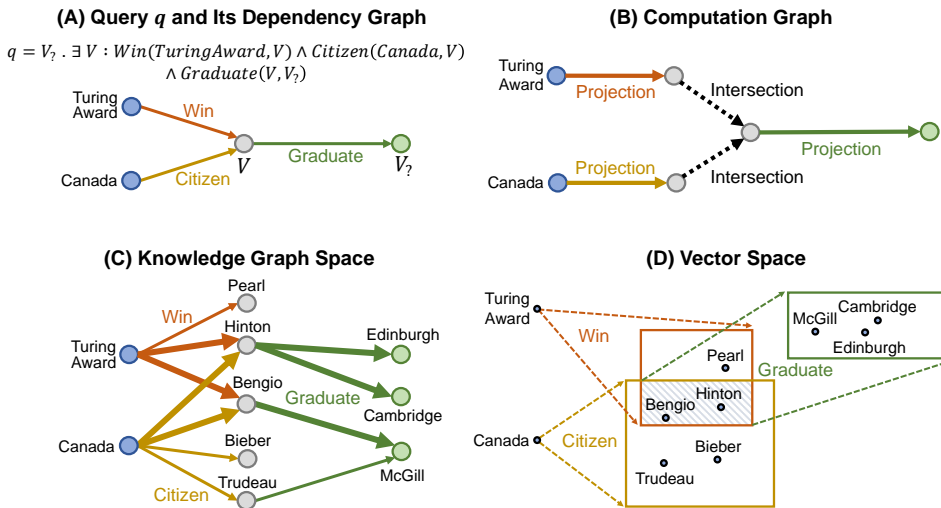 (A) Query q and Its Dependency Graph
q = V? . ∃ V : Win(TuringAward, V) ∧ Citizen(Canada, V)
∧ Graduate(V, V?)
Turing
Award
Win
Canada
Citizen
V
Graduate
V?
(B) Computation Graph
Turing
Award
Projection
Intersection
Projection
Canada
Projection
Intersection
(C) Knowledge Graph Space
Pearl
Win
Hinton
Turing
Award
Edinburgh
Bengio
Graduate
Cambridge
Canada
Bieber
McGill
Citizen
Trudeau
(D) Vector Space
Turing
Award
Win
Cambridge
McGill
Edinburgh
Pearl
Graduate
Hinton
Bengio
Canada
Citizen
Bieber
Trudeau